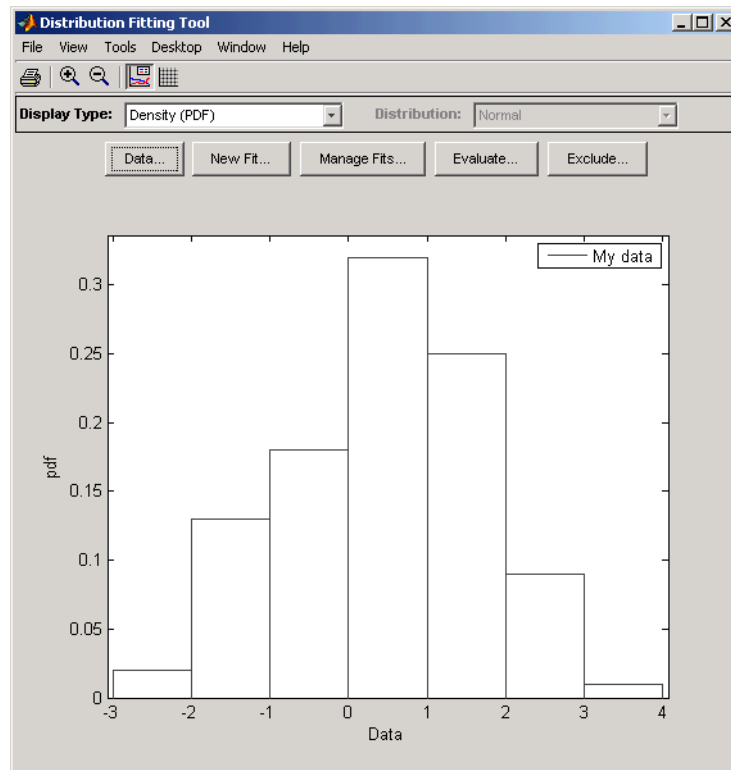 Distribution Fitting Tool
File View Tools Desktop Window Help
Display Type: Density (PDF) Distribution: Normal
Data... New Fit... Manage Fits... Evaluate... Exclude...
My data
0.3
0.25
0.2
0.15
0.1
0.05
0
pdf
-3 -2 -1 0 1 2 3 4
Data